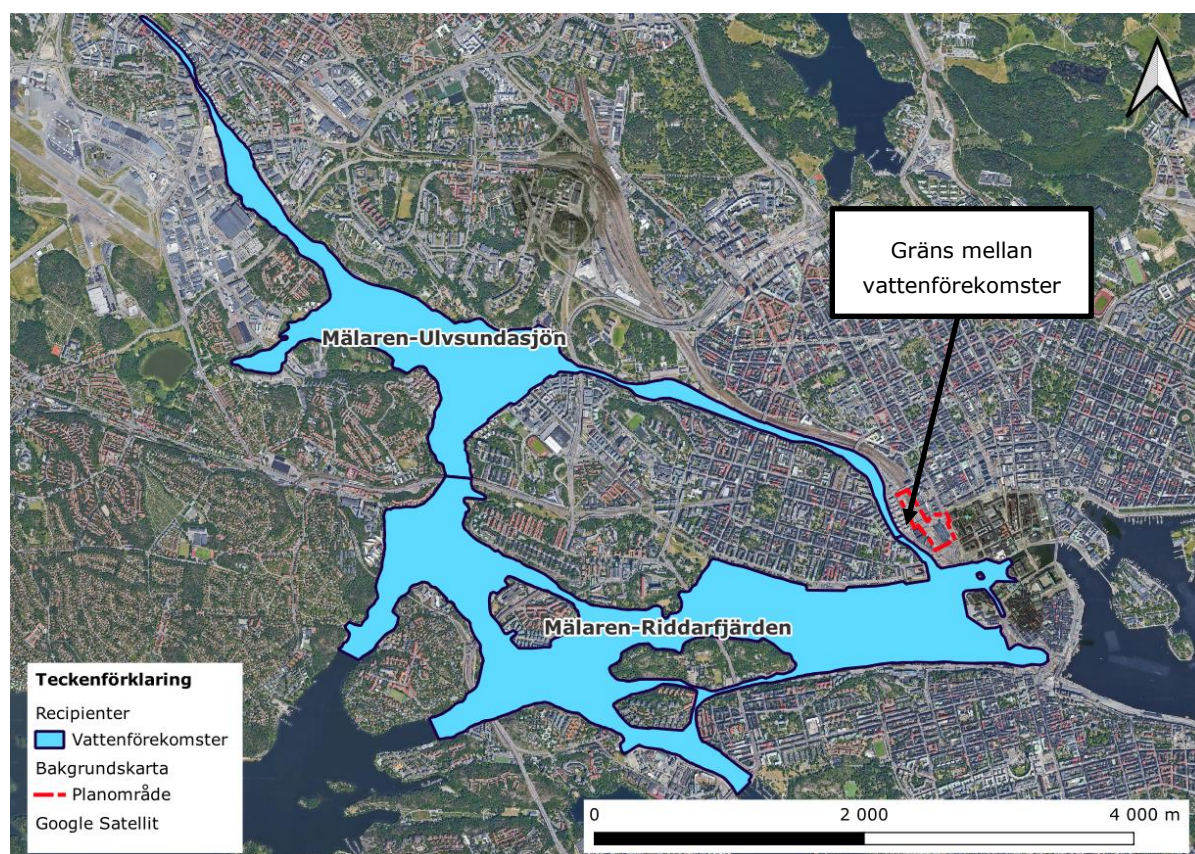 Gräns mellan
vattenförekomster
Mälaren-Ulvsundasjön
Mälaren-Riddarfjärden
Teckenförklaring
Recipienter
Vattenförekomster
Bakgrundskarta
Planområde
Google Satellit
0 2 000 4 000 m